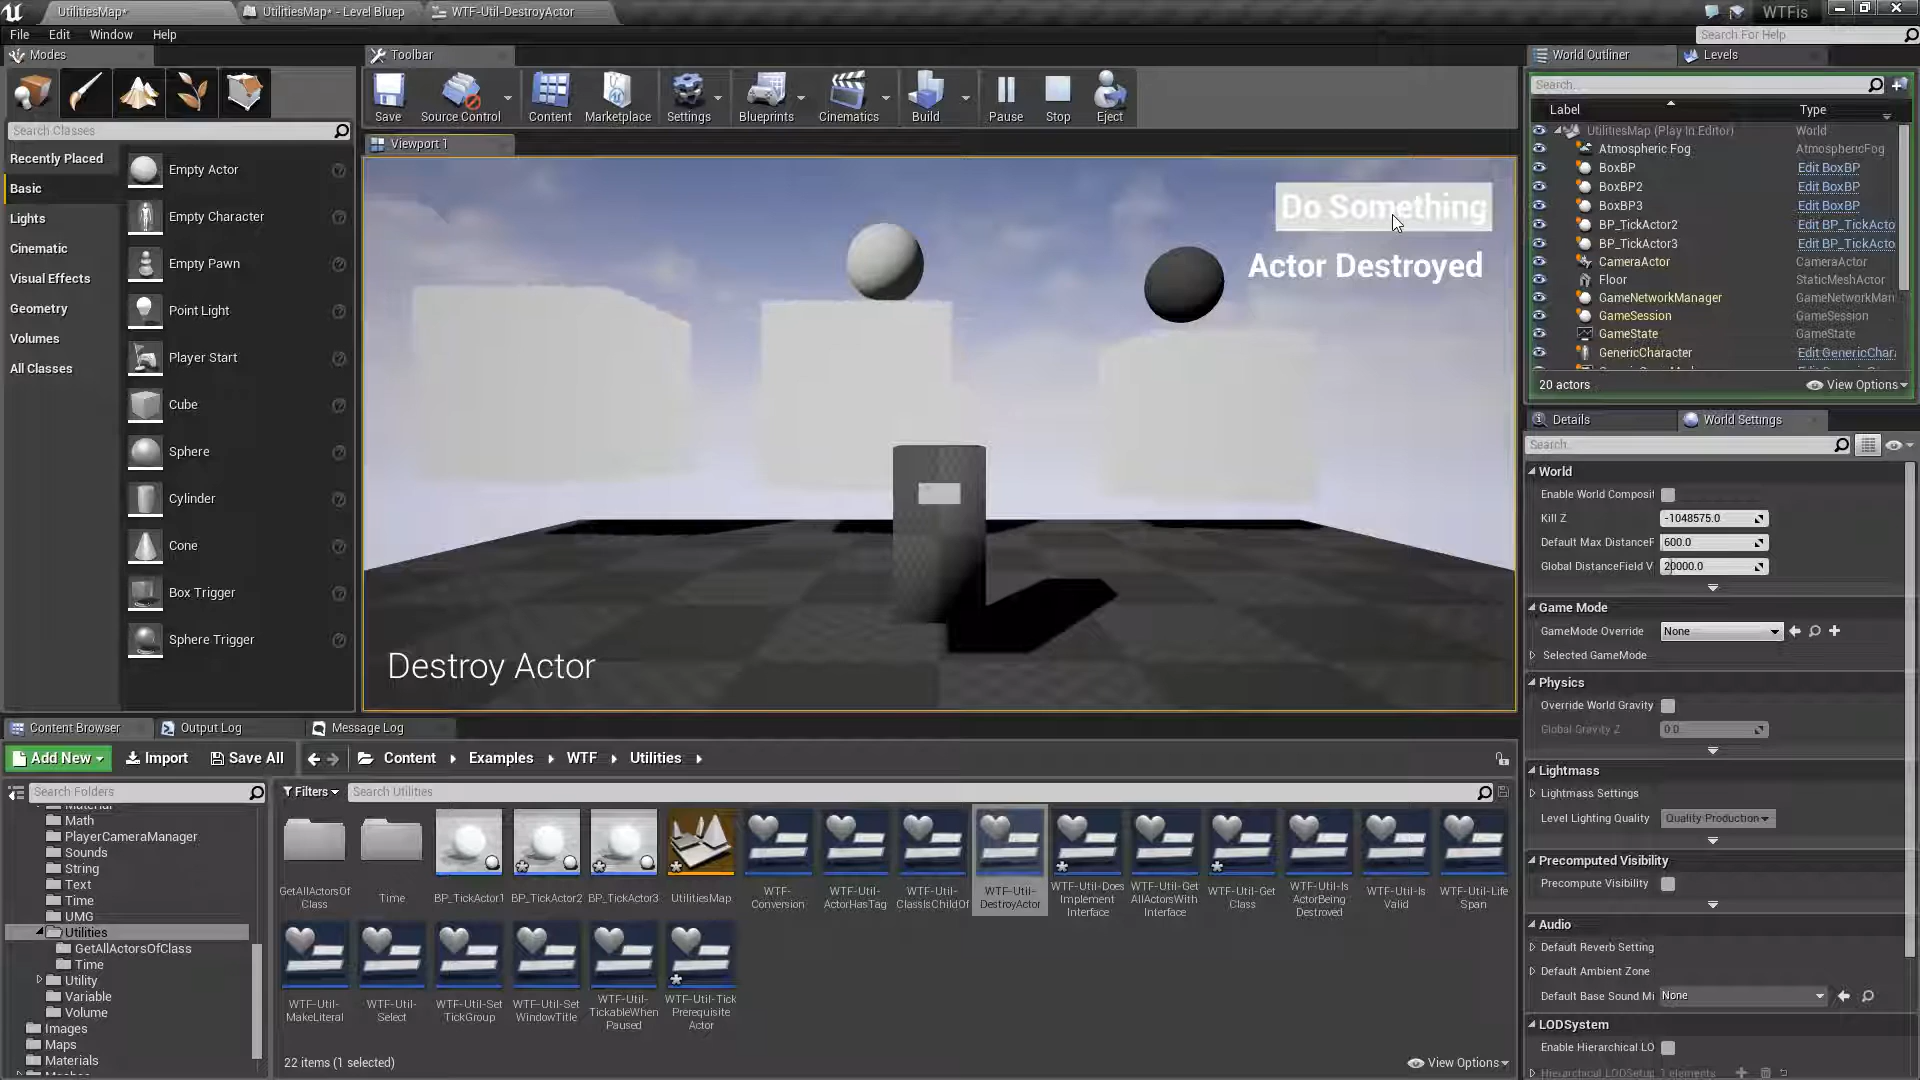 UtilitiesMap*
UtilitiesMap* - Level Bluep
WTF-Util-DestroyActor
WTFis
File
Edit
Window
Help
Search For Help
Modes
Toolbar
World Outliner
Levels
Save
Source Control
Content
Marketplace
Settings
Blueprints
Cinematics
Build
Pause
Stop
Eject
Search Classes
Recently Placed
Basic
Lights
Cinematic
Visual Effects
Geometry
Volumes
All Classes
Empty Actor
Empty Character
Empty Pawn
Point Light
Player Start
Cube
Sphere
Cylinder
Cone
Box Trigger
Sphere Trigger
Viewport 1
Do Something
Actor Destroyed
Destroy Actor
Search...
Label
Type
UtilitiesMap (Play In Editor)
World
Atmospheric Fog
AtmosphericFog
BoxBP
Edit BoxBP
BoxBP2
Edit BoxBP
BoxBP3
Edit BoxBP
BP_TickActor2
Edit BP_TickActo
BP_TickActor3
Edit BP_TickActo
CameraActor
CameraActor
Floor
StaticMeshActor
GameNetworkManager
GameNetworkMan
GameSession
GameSession
GameState
GameState
GenericCharacter
Edit GenericChar
20 actors
View Options
Details
World Settings
Search...
World
Enable World Composit
Kill Z
-1048575.0
Default Max DistanceF
600.0
Global DistanceField V
20000.0
Game Mode
GameMode Override
None
Selected GameMode
Physics
Override World Gravity
Global Gravity Z
0.0
Lightmass
Lightmass Settings
Level Lighting Quality
Quality Production
Precomputed Visibility
Precompute Visibility
Audio
Default Reverb Setting
Default Ambient Zone
Default Base Sound Mi
None
LODSystem
Enable Hierarchical LO
Hierarchical LODSetup
1 elements
Content Browser
Output Log
Message Log
Add New
Import
Save All
Content
Examples
WTF
Utilities
Search Folders
Filters
Search Utilities
Material
Math
PlayerCameraManager
Sounds
String
Text
Time
UMG
Utilities
GetAllActorsOfClass
Time
Utility
Variable
Volume
Images
Maps
Materials
GetAllActorsOf
Class
Time
BP_TickActor1
BP_TickActor2
BP_TickActor3
UtilitiesMap
WTF-
Conversion
WTF-Util-
ActorHasTag
WTF-Util-
ClassIsChildOf
WTF-Util-
DestroyActor
WTF-Util-Does
Implement
Interface
WTF-Util-Get
AllActorsWith
Interface
WTF-Util-Get
Class
WTF-Util-Is
ActorBeing
Destroyed
WTF-Util-Is
Valid
WTF-Util-Life
Span
WTF-Util-
MakeLiteral
WTF-Util-
Select
WTF-Util-Set
TickGroup
WTF-Util-Set
WindowTitle
WTF-Util-
TickableWhen
Paused
WTF-Util-Tick
Prerequisite
Actor
22 items (1 selected)
View Options